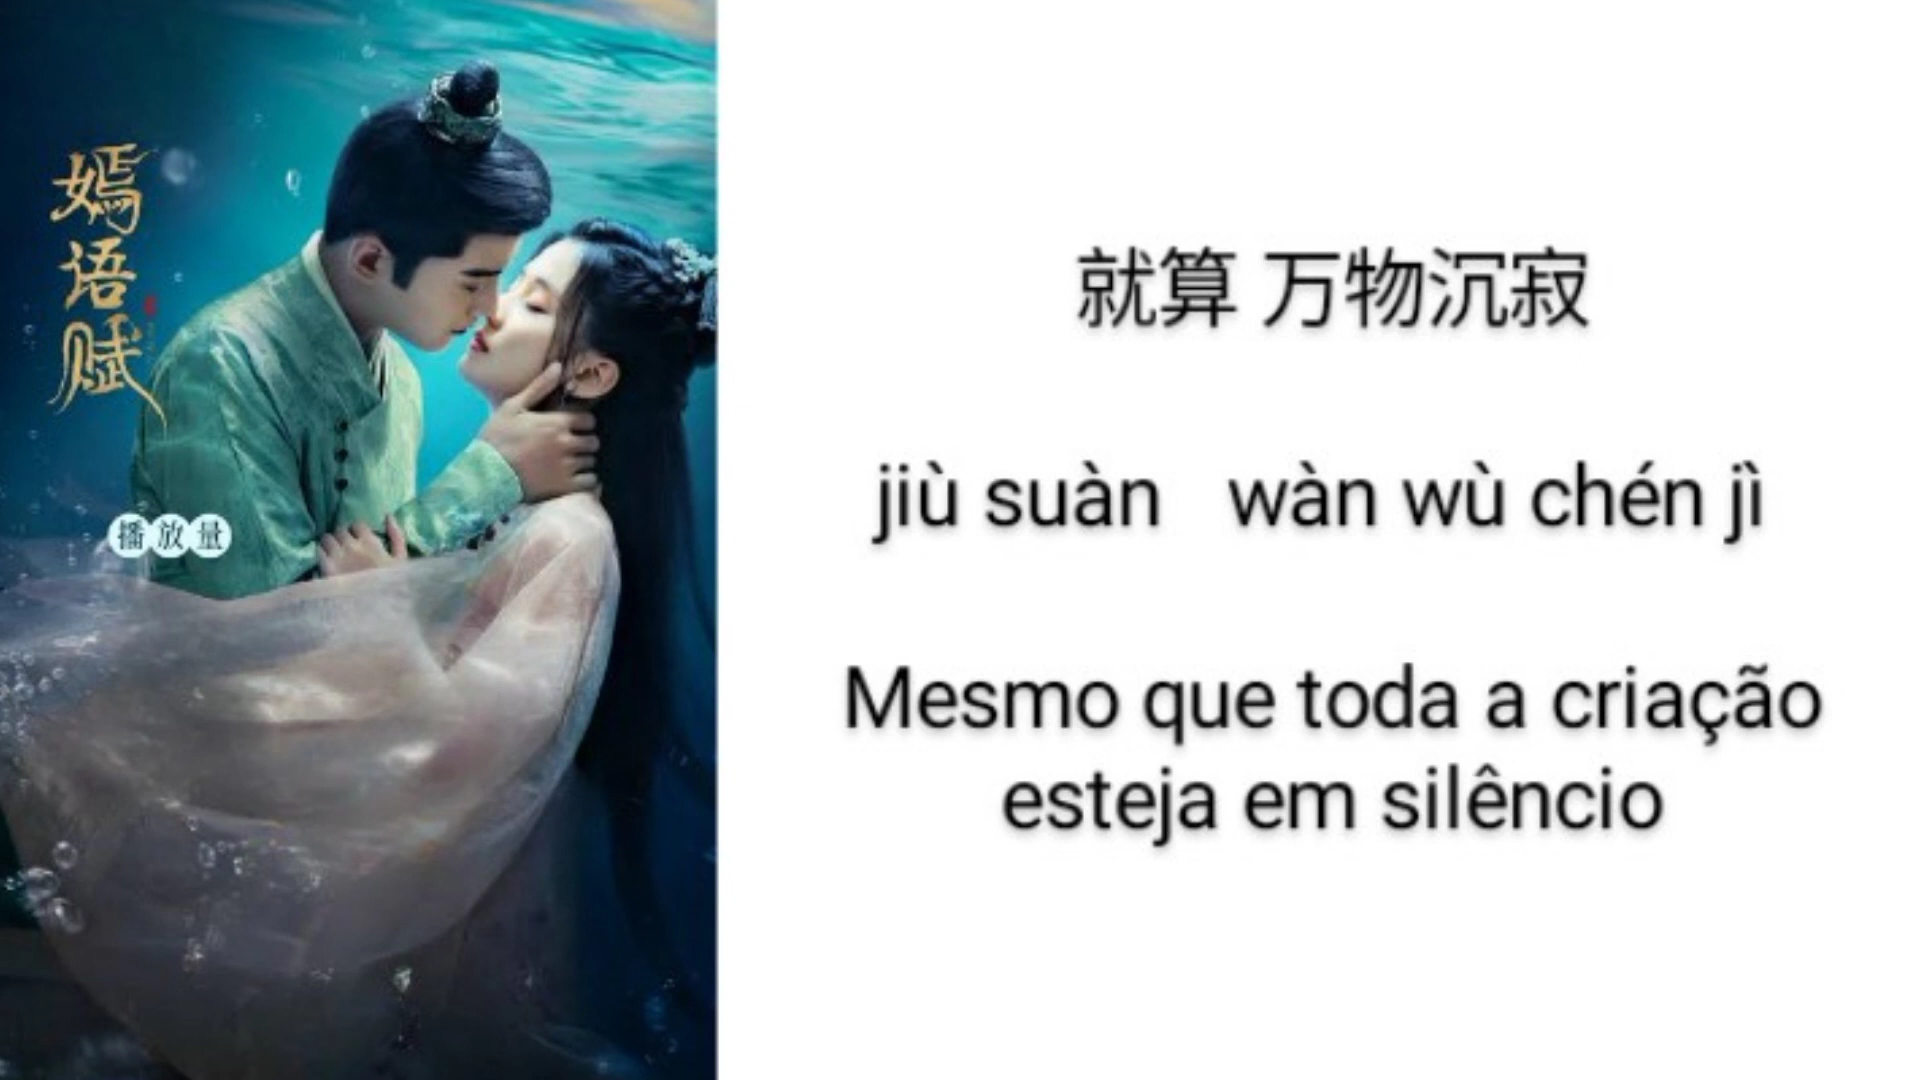 嫣语赋
播放量
就算 万物沉寂
jiù suàn wàn wù chén jì
Mesmo que toda a criação
esteja em silêncio